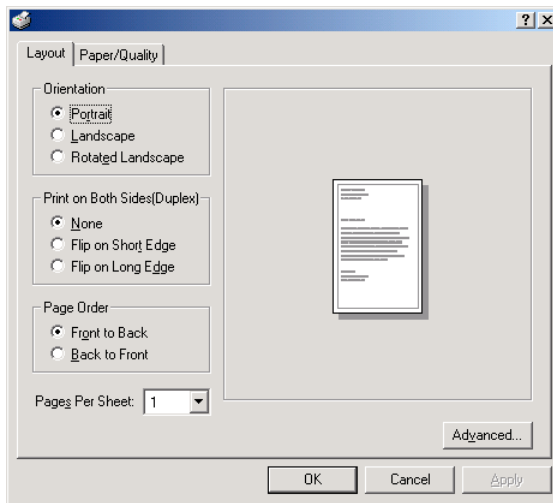 Layout
Paper/Quality
Orientation
Portrait
Landscape
Rotated Landscape
Print on Both Sides(Duplex)
None
Flip on Short Edge
Flip on Long Edge
Page Order
Front to Back
Back to Front
Pages Per Sheet: 1
Advanced...
OK Cancel Apply